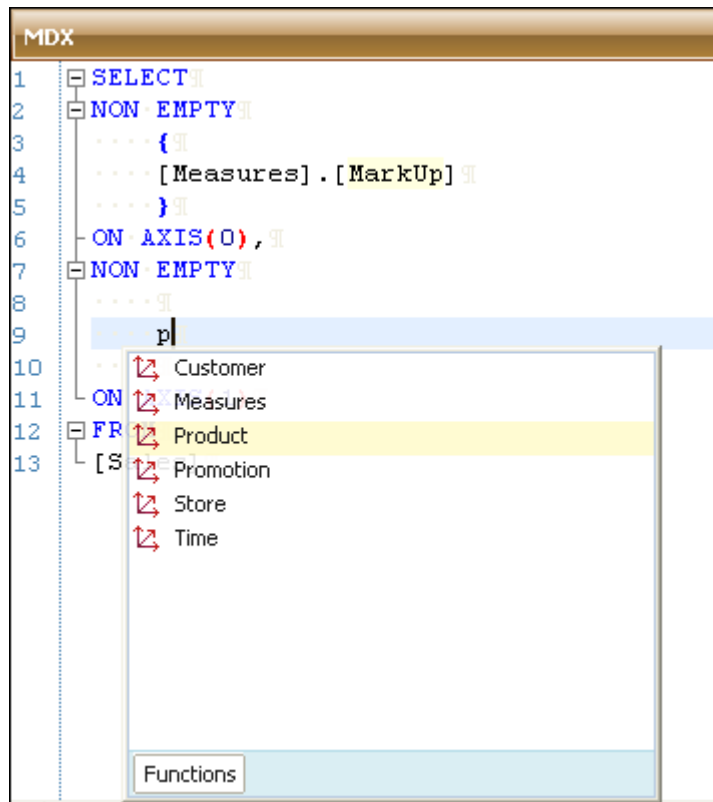 MDX
1 SELECT¶
2 NON EMPTY¶
3 {¶
4 [Measures].[MarkUp]¶
5 }¶
6 ON AXIS(0),¶
7 NON EMPTY¶
8 ¶
9 p
10
11 ON
12 FR
13 [S
Customer
Measures
Product
Promotion
Store
Time
Functions